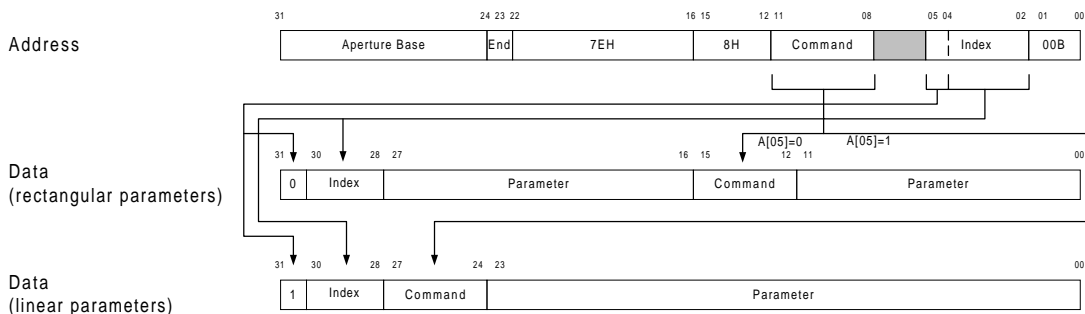 31 24 23 22 16 15 12 11 08 05 04 02 01 00
Address Aperture Base End 7EH 8H Command Index 00B
A[05]=0 A[05]=1
31 30 28 27 16 15 12 11 00
Data
(rectangular parameters) 0 Index Parameter Command Parameter
31 30 28 27 24 23 00
Data
(linear parameters) 1 Index Command Parameter